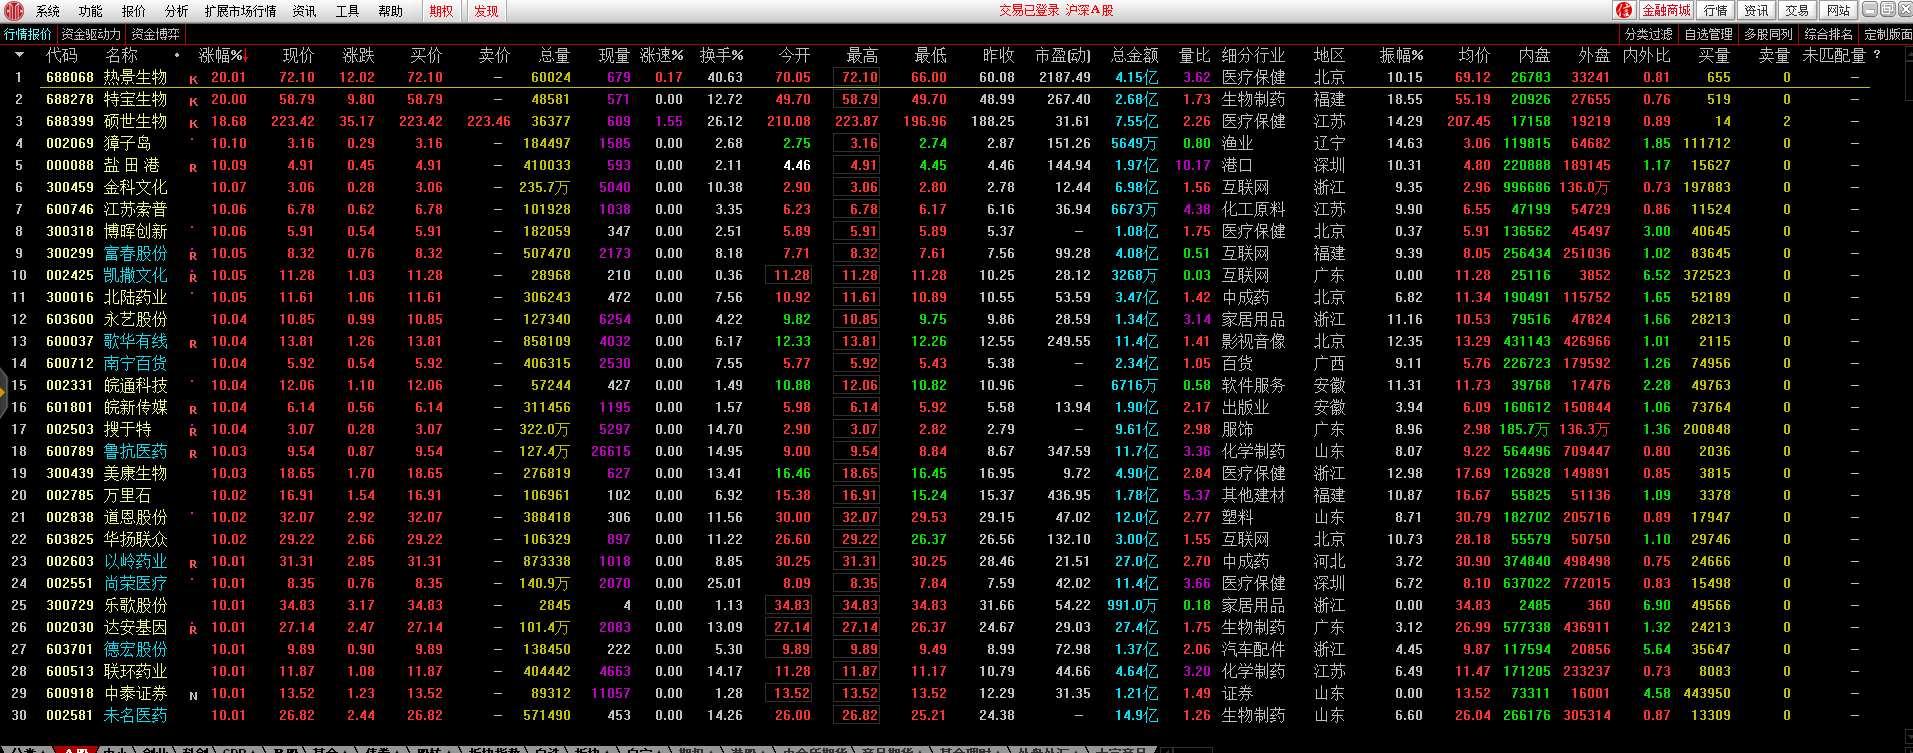 系统 功能 报价 分析 扩展市场行情 资讯 工具 帮助 期权 发现 交易已登录 沪深A股 金融商城 行情 资讯 交易 网站
行情报价 资金驱动力 资金博弈 分类过滤 自选管理 多股同列 综合排名 定制版面
代码 名称 涨幅%↓ 现价 涨跌 买价 卖价 总量 现量 涨速% 换手% 今开 最高 最低 昨收 市盈(动) 总金额 量比 细分行业 地区 振幅% 均价 内盘 外盘 内外比 买量 卖量 未匹配量 ?
1 688068 热景生物 K 20.01 72.10 12.02 72.10 — 60024 679 0.17 40.63 70.05 72.10 66.00 60.08 2187.49 4.15亿 3.62 医疗保健 北京 10.15 69.12 26783 33241 0.81 655 0 —
2 688278 特宝生物 K 20.00 58.79 9.80 58.79 — 48581 571 0.00 12.72 49.70 58.79 49.70 48.99 267.40 2.68亿 1.73 生物制药 福建 18.55 55.19 20926 27655 0.76 519 0 —
3 688399 硕世生物 K 18.68 223.42 35.17 223.42 223.46 36377 609 1.55 26.12 210.08 223.87 196.96 188.25 31.61 7.55亿 2.26 医疗保健 江苏 14.29 207.45 17158 19219 0.89 14 2 —
4 002069 獐子岛 10.10 3.16 0.29 3.16 — 184497 1585 0.00 2.68 2.75 3.16 2.74 2.87 151.26 5649万 0.80 渔业 辽宁 14.63 3.06 119815 64682 1.85 111712 0 —
5 000088 盐 田 港 R 10.09 4.91 0.45 4.91 — 410033 593 0.00 2.11 4.46 4.91 4.45 4.46 144.94 1.97亿 10.17 港口 深圳 10.31 4.80 220888 189145 1.17 15627 0 —
6 300459 金科文化 10.07 3.06 0.28 3.06 — 235.7万 5040 0.00 10.38 2.90 3.06 2.80 2.78 12.44 6.98亿 1.56 互联网 浙江 9.35 2.96 996686 136.0万 0.73 197883 0 —
7 600746 江苏索普 10.06 6.78 0.62 6.78 — 101928 1038 0.00 3.35 6.23 6.78 6.17 6.16 36.94 6673万 4.38 化工原料 江苏 9.90 6.55 47199 54729 0.86 11524 0 —
8 300318 博晖创新 10.06 5.91 0.54 5.91 — 182059 347 0.00 2.51 5.89 5.91 5.89 5.37 — 1.08亿 1.75 医疗保健 北京 0.37 5.91 136562 45497 3.00 40645 0 —
9 300299 富春股份 R 10.05 8.32 0.76 8.32 — 507470 2173 0.00 8.18 7.71 8.32 7.61 7.56 99.28 4.08亿 0.51 互联网 福建 9.39 8.05 256434 251036 1.02 83645 0 —
10 002425 凯撒文化 R 10.05 11.28 1.03 11.28 — 28968 210 0.00 0.36 11.28 11.28 11.28 10.25 28.12 3268万 0.03 互联网 广东 0.00 11.28 25116 3852 6.52 372523 0 —
11 300016 北陆药业 10.05 11.61 1.06 11.61 — 306243 472 0.00 7.56 10.92 11.61 10.89 10.55 53.59 3.47亿 1.42 中成药 北京 6.82 11.34 190491 115752 1.65 52189 0 —
12 603600 永艺股份 10.04 10.85 0.99 10.85 — 127340 6254 0.00 4.22 9.82 10.85 9.75 9.86 28.59 1.34亿 3.14 家居用品 浙江 11.16 10.53 79516 47824 1.66 28213 0 —
13 600037 歌华有线 R 10.04 13.81 1.26 13.81 — 858109 4032 0.00 6.17 12.33 13.81 12.26 12.55 249.55 11.4亿 1.41 影视音像 北京 12.35 13.29 431143 426966 1.01 2115 0 —
14 600712 南宁百货 10.04 5.92 0.54 5.92 — 406315 2530 0.00 7.55 5.77 5.92 5.43 5.38 — 2.34亿 1.05 百货 广西 9.11 5.76 226723 179592 1.26 74956 0 —
15 002331 皖通科技 10.04 12.06 1.10 12.06 — 57244 427 0.00 1.49 10.88 12.06 10.82 10.96 — 6716万 0.58 软件服务 安徽 11.31 11.73 39768 17476 2.28 49763 0 —
16 601801 皖新传媒 R 10.04 6.14 0.56 6.14 — 311456 1195 0.00 1.57 5.98 6.14 5.92 5.58 13.94 1.90亿 2.17 出版业 安徽 3.94 6.09 160612 150844 1.06 73764 0 —
17 002503 搜于特 R 10.04 3.07 0.28 3.07 — 322.0万 5297 0.00 14.70 2.90 3.07 2.82 2.79 — 9.61亿 2.98 服饰 广东 8.96 2.98 185.7万 136.3万 1.36 200848 0 —
18 600789 鲁抗医药 R 10.03 9.54 0.87 9.54 — 127.4万 26615 0.00 14.95 9.00 9.54 8.84 8.67 347.59 11.7亿 3.36 化学制药 山东 8.07 9.22 564496 709447 0.80 2036 0 —
19 300439 美康生物 10.03 18.65 1.70 18.65 — 276819 627 0.00 13.41 16.46 18.65 16.45 16.95 9.72 4.90亿 2.84 医疗保健 浙江 12.98 17.69 126928 149891 0.85 3815 0 —
20 002785 万里石 10.02 16.91 1.54 16.91 — 106961 102 0.00 6.92 15.38 16.91 15.24 15.37 436.95 1.78亿 5.37 其他建材 福建 10.87 16.67 55825 51136 1.09 3378 0 —
21 002838 道恩股份 10.02 32.07 2.92 32.07 — 388418 306 0.00 11.56 30.00 32.07 29.53 29.15 47.02 12.0亿 2.77 塑料 山东 8.71 30.79 182702 205716 0.89 17947 0 —
22 603825 华扬联众 10.02 29.22 2.66 29.22 — 106329 897 0.00 11.22 26.60 29.22 26.37 26.56 132.10 3.00亿 1.55 互联网 北京 10.73 28.18 55579 50750 1.10 29746 0 —
23 002603 以岭药业 R 10.01 31.31 2.85 31.31 — 873338 1018 0.00 8.85 30.25 31.31 30.25 28.46 21.51 27.0亿 2.70 中成药 河北 3.72 30.90 374840 498498 0.75 24666 0 —
24 002551 尚荣医疗 10.01 8.35 0.76 8.35 — 140.9万 2070 0.00 25.01 8.09 8.35 7.84 7.59 42.02 11.4亿 3.66 医疗保健 深圳 6.72 8.10 637022 772015 0.83 15498 0 —
25 300729 乐歌股份 10.01 34.83 3.17 34.83 — 2845 4 0.00 1.13 34.83 34.83 34.83 31.66 54.22 991.0万 0.18 家居用品 浙江 0.00 34.83 2485 360 6.90 49566 0 —
26 002030 达安基因 R 10.01 27.14 2.47 27.14 — 101.4万 2083 0.00 13.09 27.14 27.14 26.37 24.67 29.03 27.4亿 1.75 生物制药 广东 3.12 26.99 577338 436911 1.32 24213 0 —
27 603701 德宏股份 10.01 9.89 0.90 9.89 — 138450 222 0.00 5.30 9.89 9.89 9.49 8.99 72.98 1.37亿 2.06 汽车配件 浙江 4.45 9.87 117594 20856 5.64 35647 0 —
28 600513 联环药业 10.01 11.87 1.08 11.87 — 404442 4663 0.00 14.17 11.28 11.87 11.17 10.79 44.66 4.64亿 3.20 化学制药 江苏 6.49 11.47 171205 233237 0.73 8083 0 —
29 600918 中泰证券 N 10.01 13.52 1.23 13.52 — 89312 11057 0.00 1.28 13.52 13.52 13.52 12.29 31.35 1.21亿 1.49 证券 山东 0.00 13.52 73311 16001 4.58 443950 0 —
30 002581 未名医药 10.01 26.82 2.44 26.82 — 571490 453 0.00 14.26 26.00 26.82 25.21 24.38 — 14.9亿 1.26 生物制药 山东 6.60 26.04 266176 305314 0.87 13309 0 —